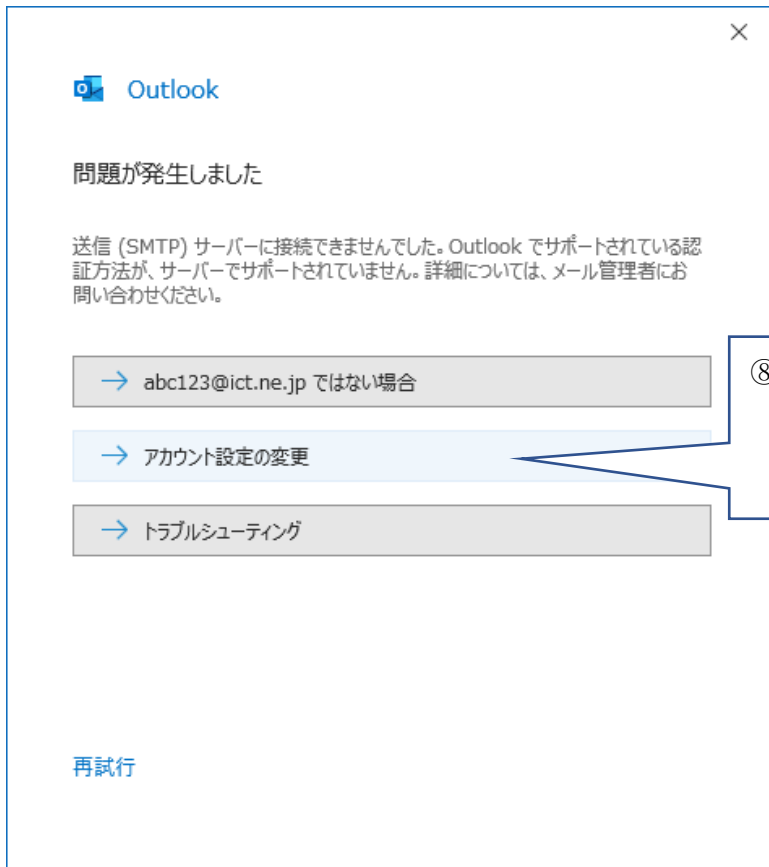 Outlook
問題が発生しました
送信 (SMTP) サーバーに接続できませんでした。Outlook でサポートされている認
証方法が、サーバーでサポートされていません。詳細については、メール管理者にお
問い合わせください。
→ abc123@ict.ne.jp ではない場合
⑧
→ アカウント設定の変更
→ トラブルシューティング
再試行